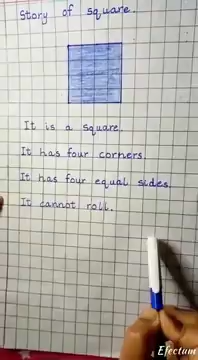 Story of square.
It is a square.
It has four corners.
It has four equal sides.
It cannot roll.
Efectum